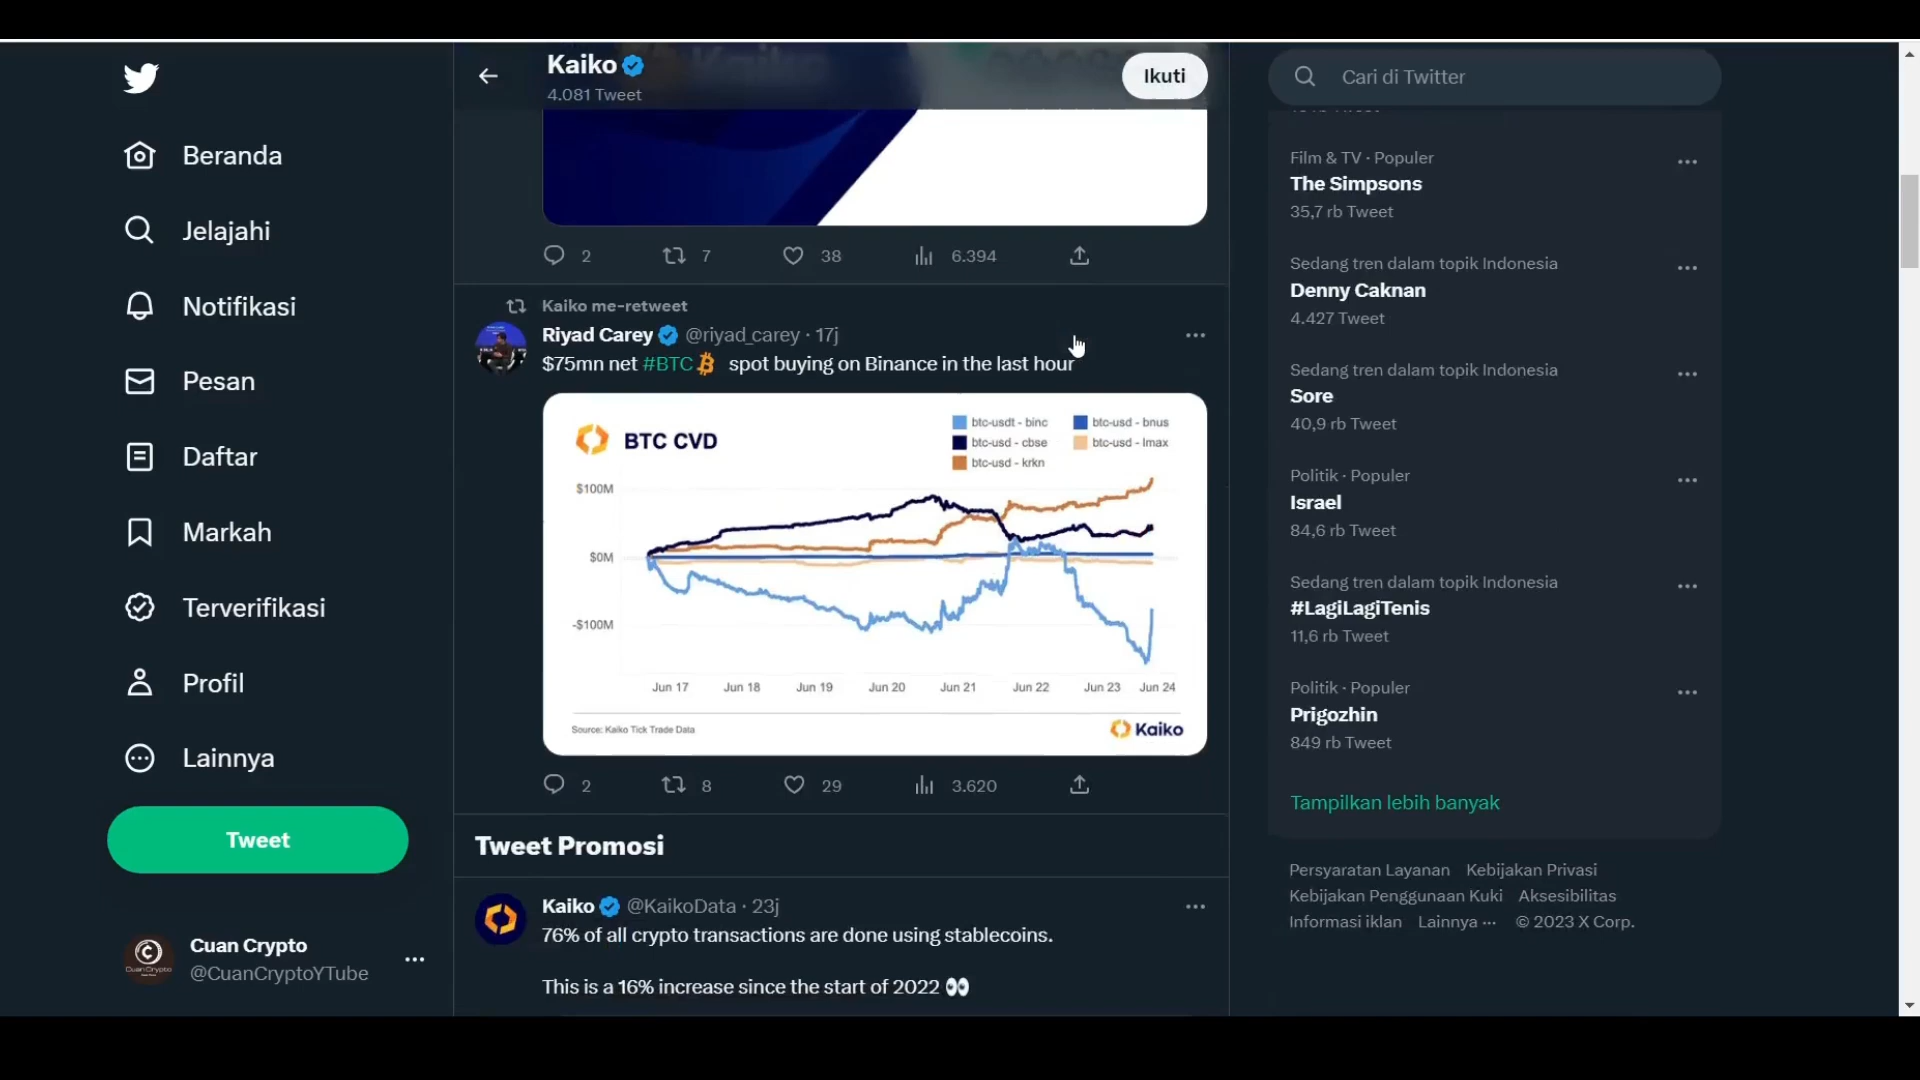 Beranda
Jelajahi
Notifikasi
Pesan
Daftar
Markah
Terverifikasi
Profil
Lainnya
Tweet
Cuan Crypto
@CuanCryptoYTube
Kaiko
4.081 Tweet
Ikuti
2 7 38 6.394
Kaiko me-retweet
Riyad Carey @riyad_carey · 17j
$75mn net #BTC spot buying on Binance in the last hour
BTC CVD
btc-usdt - binc btc-usd - bnus
btc-usd - cbse btc-usd - lmax
btc-usd - krkn
$100M
$0M
-$100M
Jun 17 Jun 18 Jun 19 Jun 20 Jun 21 Jun 22 Jun 23 Jun 24
Source: Kaiko Tick Trade Data
Kaiko
2 8 29 3.620
Tweet Promosi
Kaiko @KaikoData · 23j
76% of all crypto transactions are done using stablecoins.
This is a 16% increase since the start of 2022 👀
Cari di Twitter
Film & TV · Populer
The Simpsons
35,7 rb Tweet
Sedang tren dalam topik Indonesia
Denny Caknan
4.427 Tweet
Sedang tren dalam topik Indonesia
Sore
40,9 rb Tweet
Politik · Populer
Israel
84,6 rb Tweet
Sedang tren dalam topik Indonesia
#LagiLagiTenis
11,6 rb Tweet
Politik · Populer
Prigozhin
849 rb Tweet
Tampilkan lebih banyak
Persyaratan Layanan Kebijakan Privasi
Kebijakan Penggunaan Kuki Aksesibilitas
Informasi iklan Lainnya ··· © 2023 X Corp.